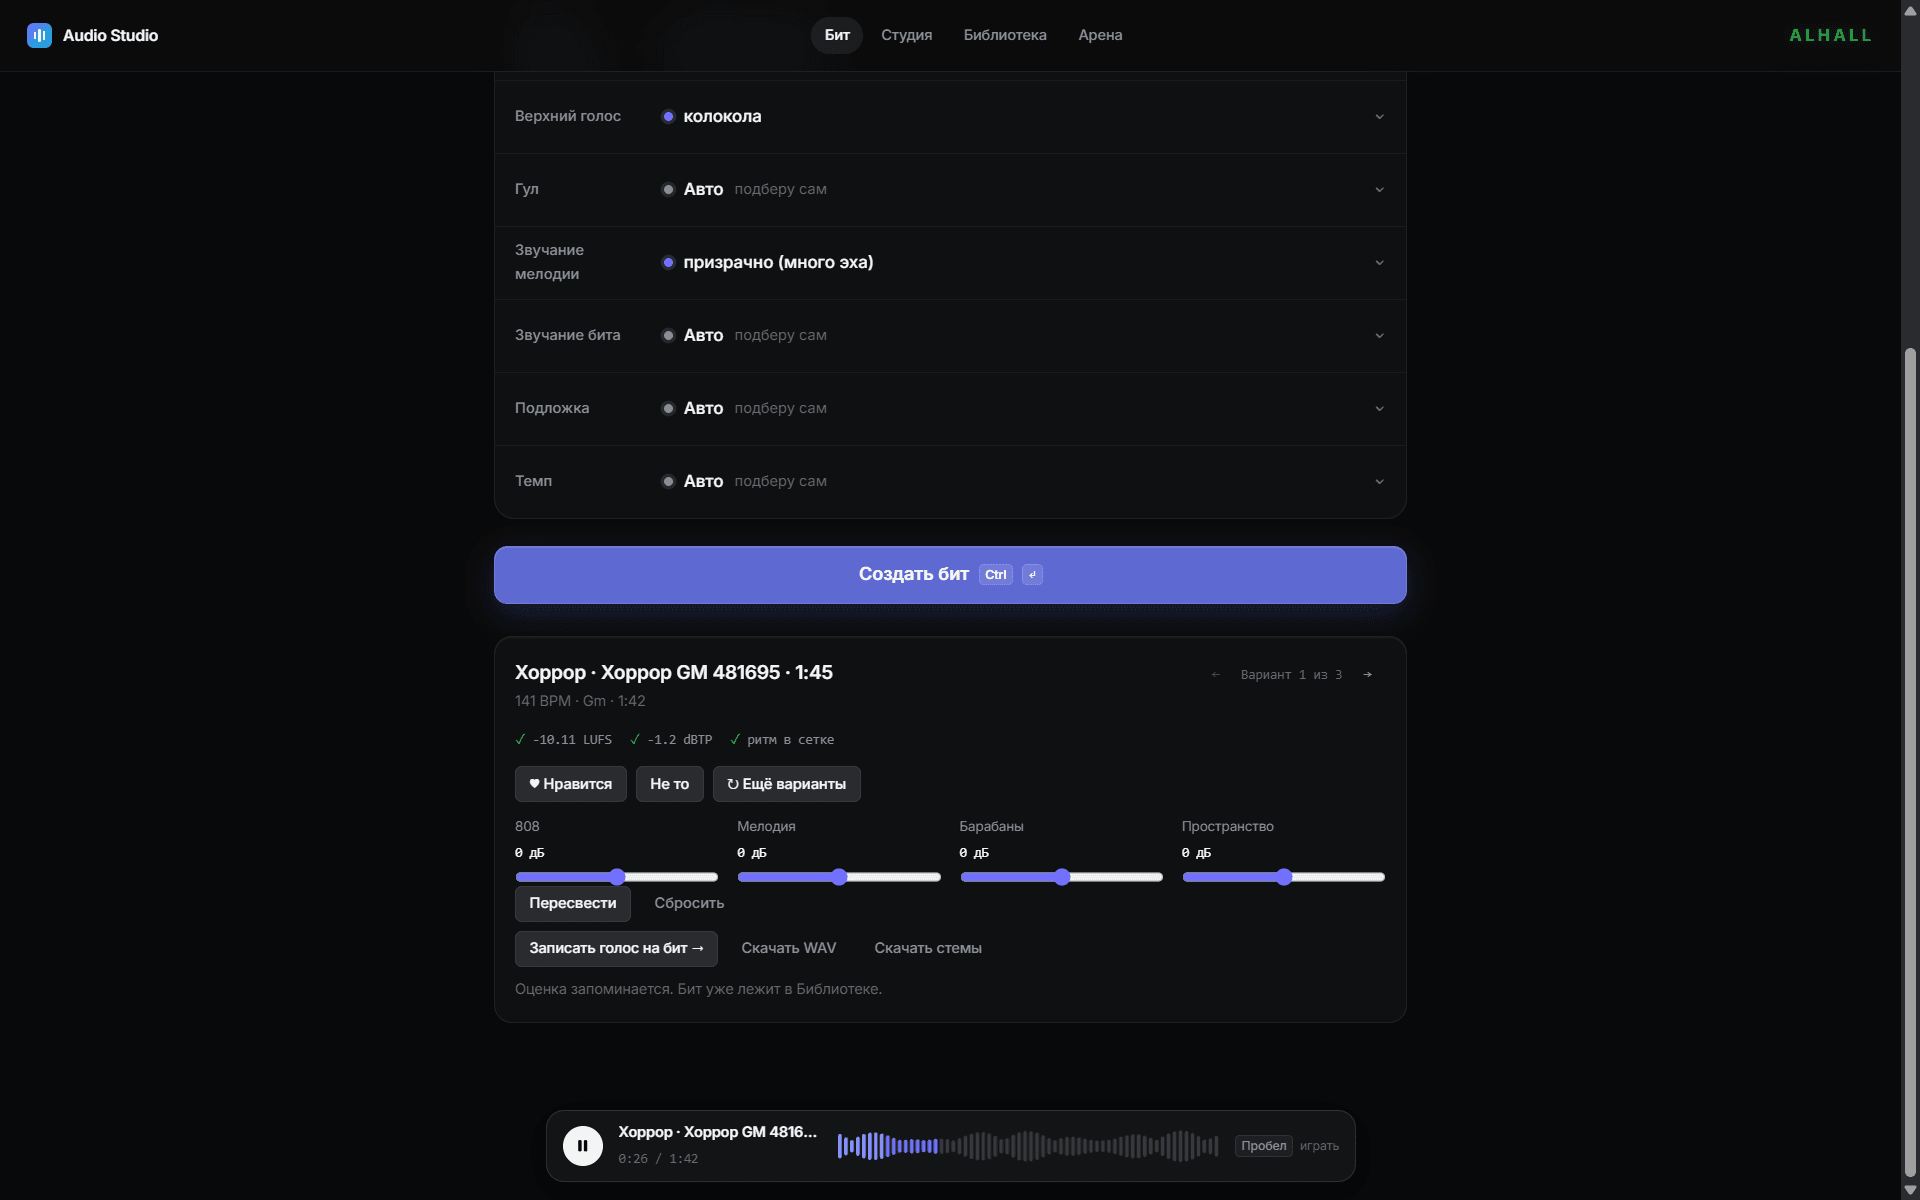 Audio Studio
Бит
Студия
Библиотека
Арена
ALHALL
Верхний голос
колокола
Гул
Авто подберу сам
Звучание
мелодии
призрачно (много эха)
Звучание бита
Авто подберу сам
Подложка
Авто подберу сам
Темп
Авто подберу сам
Создать бит Ctrl ↵
Хоррор · Хоррор GM 481695 · 1:45
← Вариант 1 из 3 →
141 BPM · Gm · 1:42
✓ -10.11 LUFS ✓ -1.2 dBTP ✓ ритм в сетке
♥ Нравится
Не то
↻ Ещё варианты
808
0 дБ
Мелодия
0 дБ
Барабаны
0 дБ
Пространство
0 дБ
Пересвести
Сбросить
Записать голос на бит →
Скачать WAV
Скачать стемы
Оценка запоминается. Бит уже лежит в Библиотеке.
Хоррор · Хоррор GM 4816...
0:26 / 1:42
Пробел играть